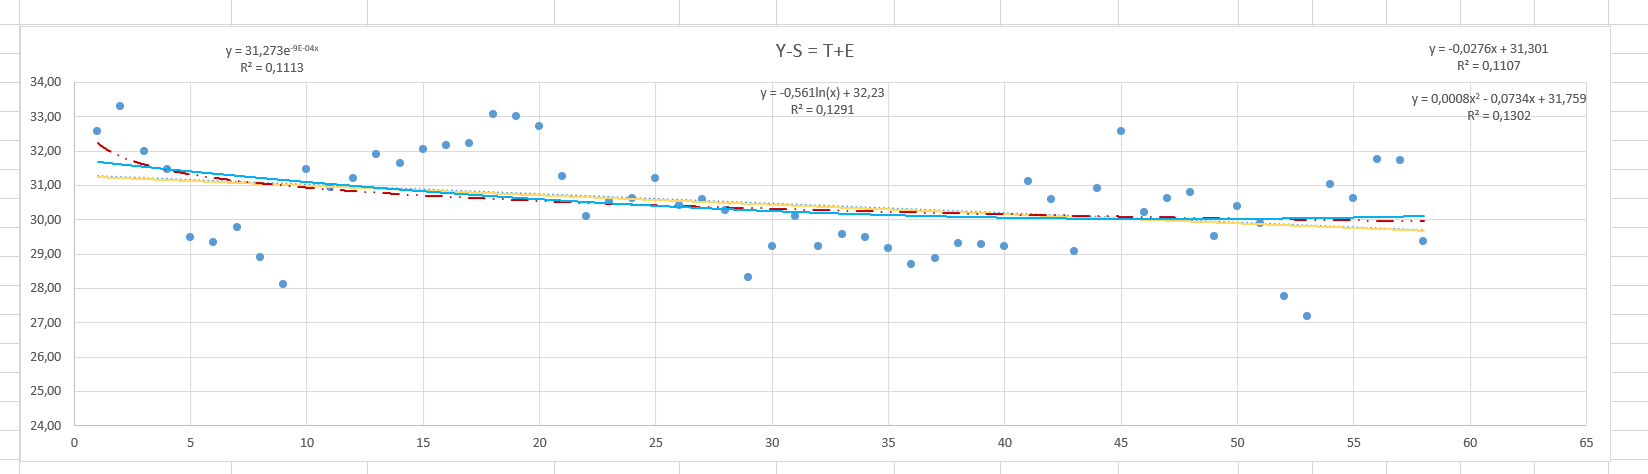 y = 31,273e^-9E-04x
R² = 0,1113
Y-S = T+E
y = -0,0276x + 31,301
R² = 0,1107
y = -0,561ln(x) + 32,23
R² = 0,1291
y = 0,0008x² - 0,0734x + 31,759
R² = 0,1302
34,00
33,00
32,00
31,00
30,00
29,00
28,00
27,00
26,00
25,00
24,00
0 5 10 15 20 25 30 35 40 45 50 55 60 65